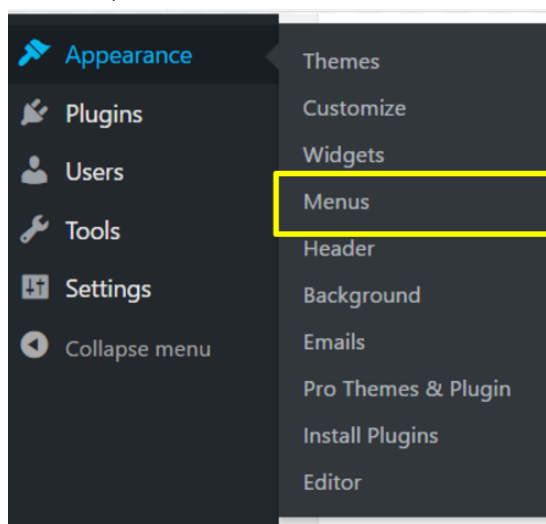 Appearance
Plugins
Users
Tools
Settings
Collapse menu
Themes
Customize
Widgets
Menus
Header
Background
Emails
Pro Themes & Plugin
Install Plugins
Editor